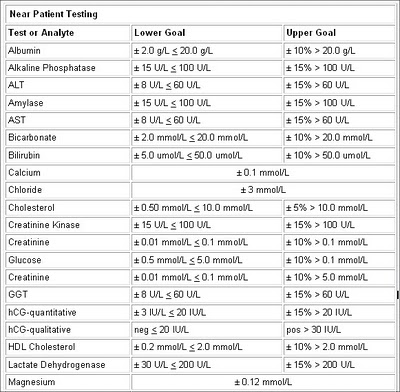 Near Patient Testing
Test or Analyte Lower Goal Upper Goal
Albumin ± 2.0 g/L ≤ 20.0 g/L ± 10% > 20.0 g/L
Alkaline Phosphatase ± 15 U/L ≤ 100 U/L ± 15% > 100 U/L
ALT ± 8 U/L ≤ 60 U/L ± 15% > 60 U/L
Amylase ± 15 U/L ≤ 100 U/L ± 15% > 100 U/L
AST ± 8 U/L ≤ 60 U/L ± 15% > 60 U/L
Bicarbonate ± 2.0 mmol/L ≤ 20.0 mmol/L ± 10% > 20.0 mmol/L
Bilirubin ± 5.0 umol/L ≤ 50.0 umol/L ± 10% > 50.0 umol/L
Calcium ± 0.1 mmol/L
Chloride ± 3 mmol/L
Cholesterol ± 0.50 mmol/L ≤ 10.0 mmol/L ± 5% > 10.0 mmol/L
Creatinine Kinase ± 15 U/L ≤ 100 U/L ± 15% > 100 U/L
Creatinine ± 0.01 mmol/L ≤ 0.1 mmol/L ± 10% > 0.1 mmol/L
Glucose ± 0.5 mmol/L ≤ 5.0 mmol/L ± 10% > 0.1 mmol/L
Creatinine ± 0.01 mmol/L ≤ 0.1 mmol/L ± 10% > 5.0 mmol/L
GGT ± 8 U/L ≤ 60 U/L ± 15% > 60 U/L
hCG-quantitative ± 3 IU/L ≤ 20 IU/L ± 15% > 20 IU/L
hCG-qualitative neg ≤ 20 IU/L pos > 30 IU/L
HDL Cholesterol ± 0.2 mmol/L ≤ 2.0 mmol/L ± 10% > 2.0 mmol/L
Lactate Dehydrogenase ± 30 U/L ≤ 200 U/L ± 15% > 200 U/L
Magnesium ± 0.12 mmol/L